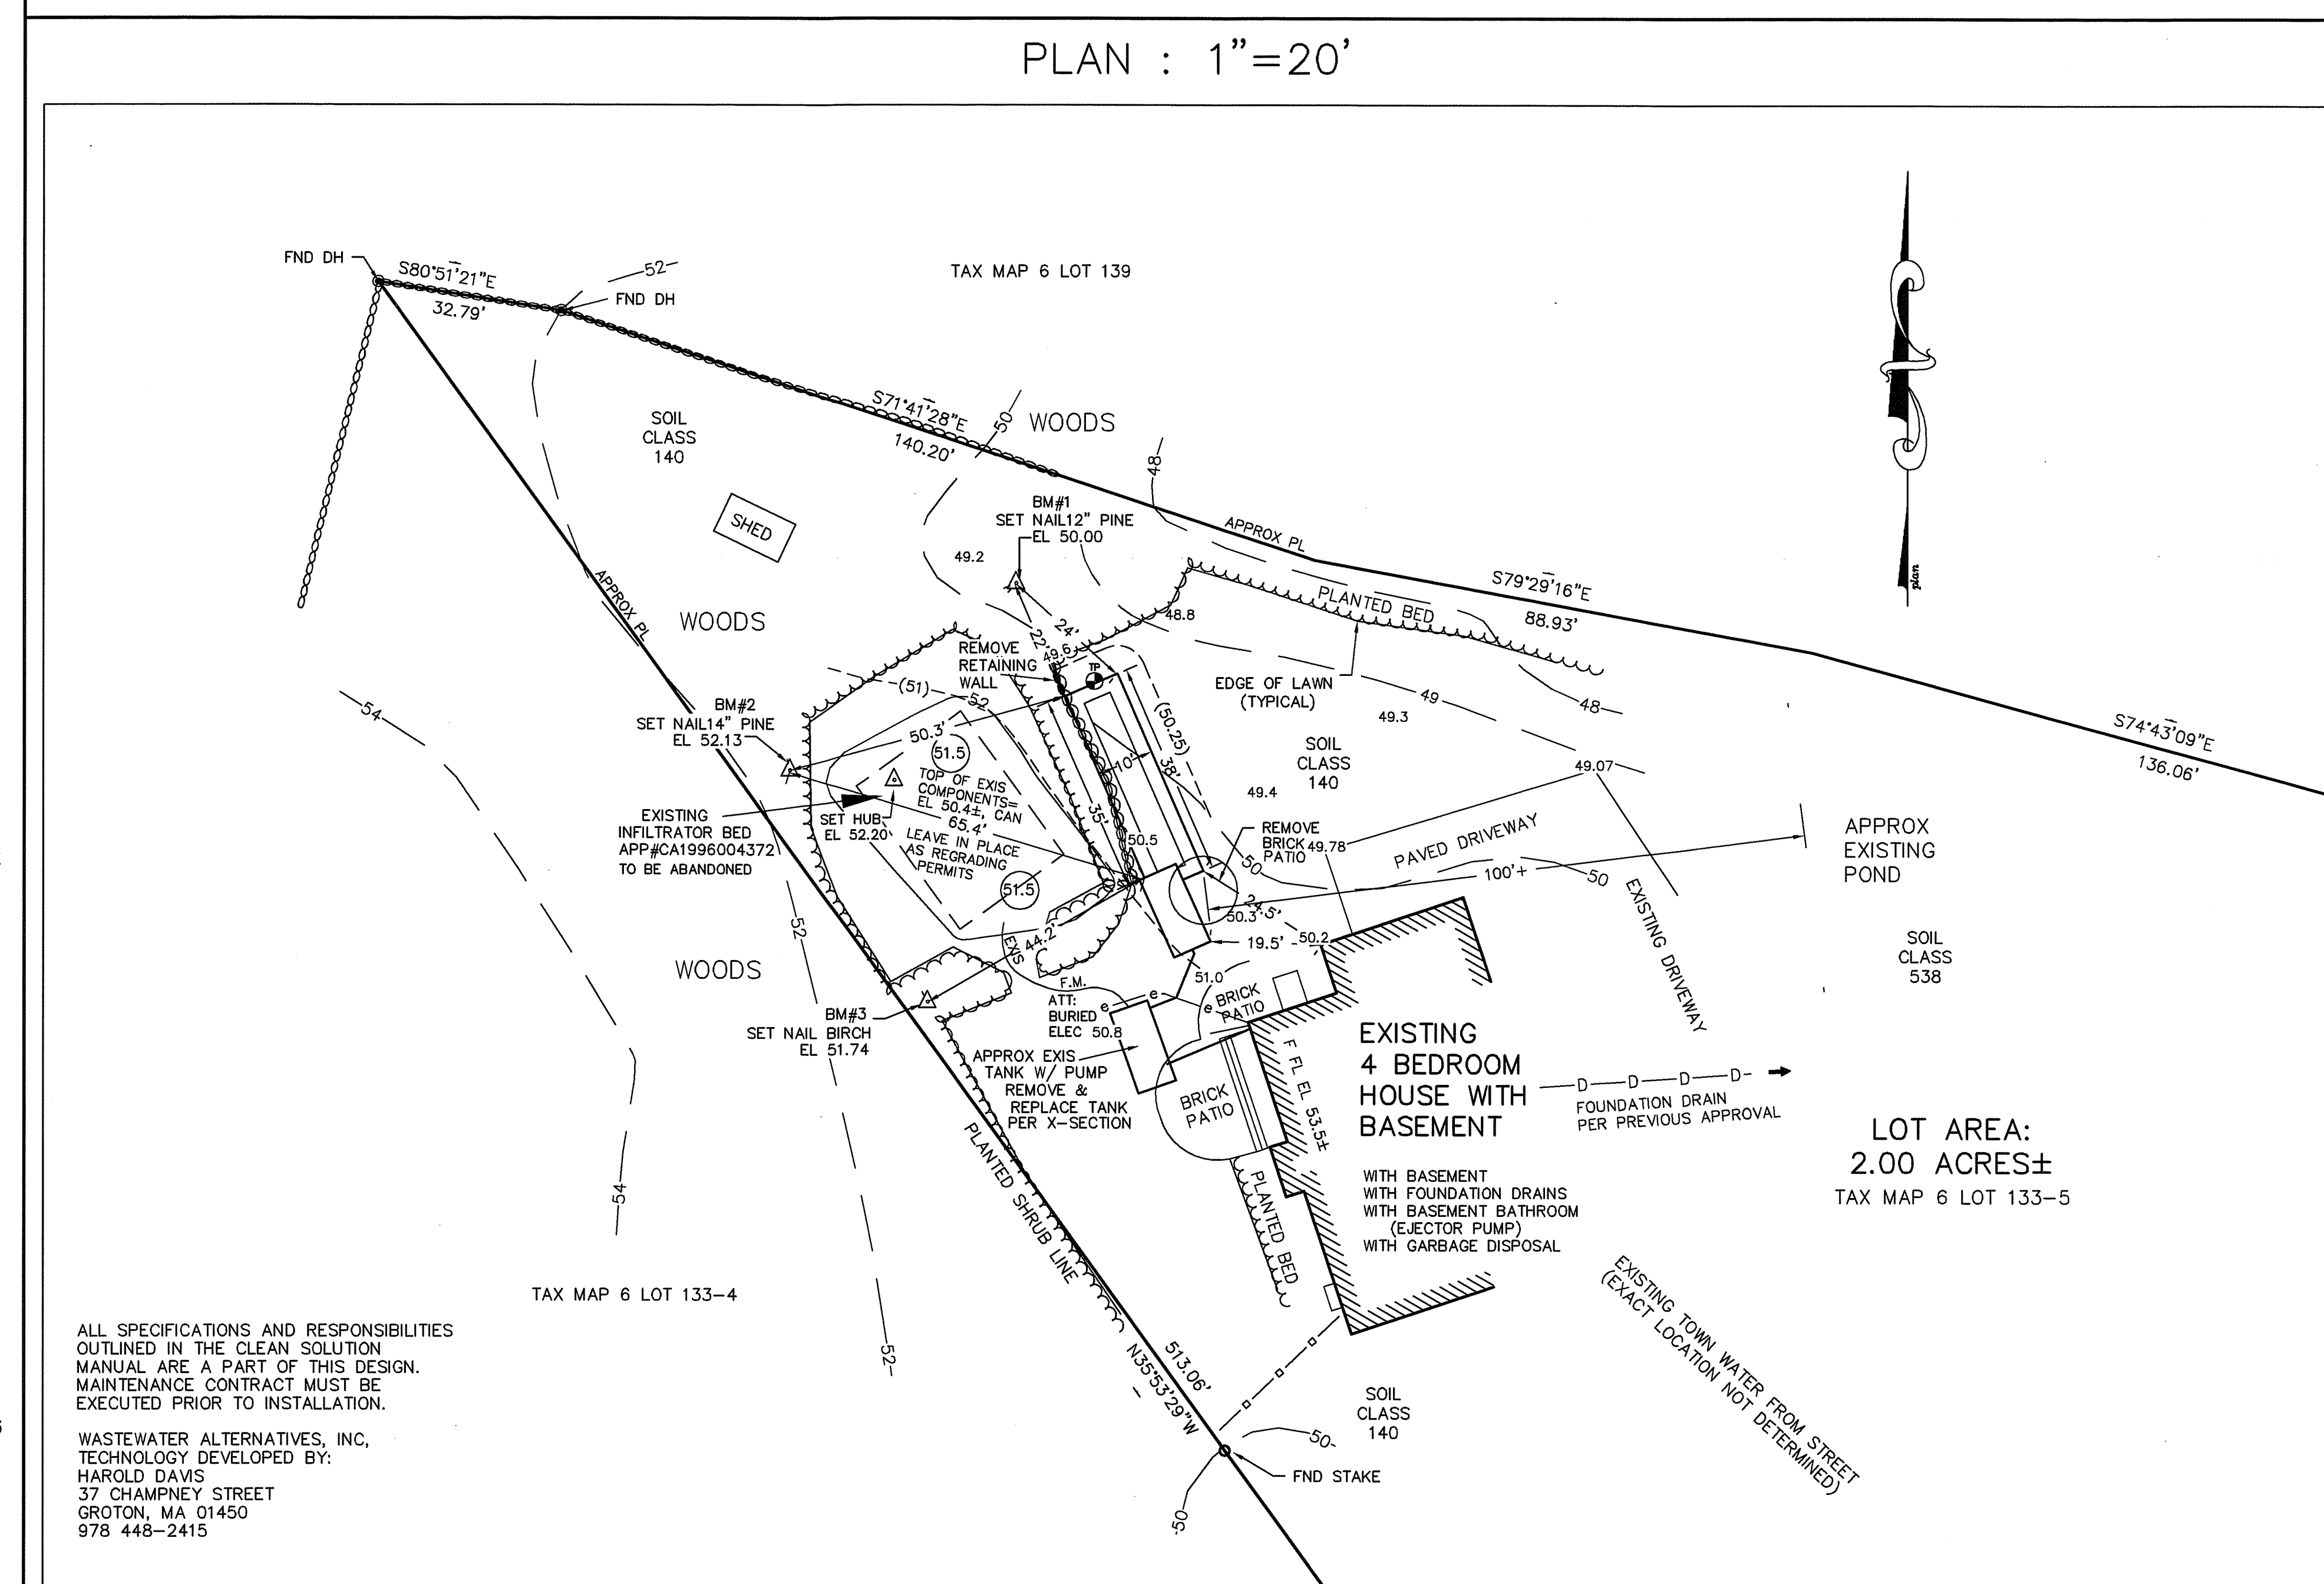 PLAN : 1"=20'
FND DH
S80°51'21"E
32.79'
-52-
FND DH
TAX MAP 6 LOT 139
SOIL
CLASS
140
S71°41'28"E
140.20'
50
WOODS
-48-
SHED
BM#1
SET NAIL12" PINE
EL 50.00
49.2
APPROX PL
S79°29'16"E
88.93'
PLANTED BED
plan
APPROX PL
WOODS
48.8
24'
22'
49.6
REMOVE
RETAINING
WALL
TP
(51)
-52
EDGE OF LAWN
(TYPICAL)
49
-48-
49.3
S74°43'09"E
136.06'
-54
BM#2
SET NAIL14" PINE
EL 52.13
50.3'
51.5
(50.25)
38'
10'
35'
SOIL
CLASS
140
49.07
49.4
TOP OF EXIS
COMPONENTS=
EL 50.4±, CAN
65.4'
LEAVE IN PLACE
AS REGRADING
PERMITS
SET HUB
EL 52.20
EXISTING
INFILTRATOR BED
APP#CA1996004372
TO BE ABANDONED
50.5
REMOVE
BRICK
PATIO
49.78
PAVED DRIVEWAY
APPROX
EXISTING
POND
50
100'+
-50
51.5
24.5'
50.3
19.5'
50.2
EXISTING DRIVEWAY
52
44.2'
EXIS
WOODS
SOIL
CLASS
538
F.M.
ATT:
BURIED
ELEC 50.8
e
e
e
51.0
BRICK
PATIO
BM#3
SET NAIL BIRCH
EL 51.74
APPROX EXIS
TANK W/ PUMP
REMOVE &
REPLACE TANK
PER X-SECTION
BRICK
PATIO
F FL EL 53.5±
EXISTING
4 BEDROOM
HOUSE WITH
BASEMENT
D D D D-
FOUNDATION DRAIN
PER PREVIOUS APPROVAL
LOT AREA:
2.00 ACRES±
TAX MAP 6 LOT 133-5
WITH BASEMENT
WITH FOUNDATION DRAINS
WITH BASEMENT BATHROOM
(EJECTOR PUMP)
WITH GARBAGE DISPOSAL
PLANTED SHRUB LINE
PLANTED BED
-54
TAX MAP 6 LOT 133-4
52-
EXISTING TOWN WATER FROM STREET
(EXACT LOCATION NOT DETERMINED)
513.06'
N35°53'29"W
SOIL
CLASS
140
-50-
FND STAKE
-50
ALL SPECIFICATIONS AND RESPONSIBILITIES
OUTLINED IN THE CLEAN SOLUTION
MANUAL ARE A PART OF THIS DESIGN.
MAINTENANCE CONTRACT MUST BE
EXECUTED PRIOR TO INSTALLATION.
WASTEWATER ALTERNATIVES, INC,
TECHNOLOGY DEVELOPED BY:
HAROLD DAVIS
37 CHAMPNEY STREET
GROTON, MA 01450
978 448-2415